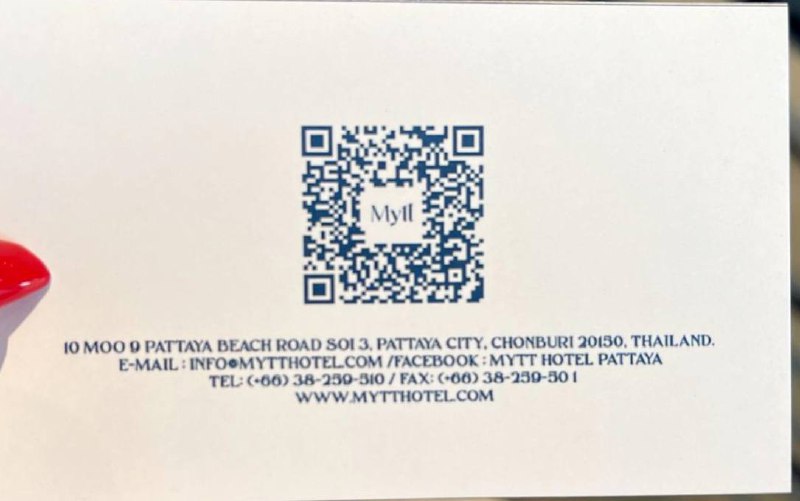 Mytt
10 MOO 9 PATTAYA BEACH ROAD SOI 3, PATTAYA CITY, CHONBURI 20150, THAILAND.
E-MAIL : INFO@MYTTHOTEL.COM /FACEBOOK : MYTT HOTEL PATTAYA
TEL: (+66) 38-259-510 / FAX: (+66) 38-259-501
WWW.MYTTHOTEL.COM